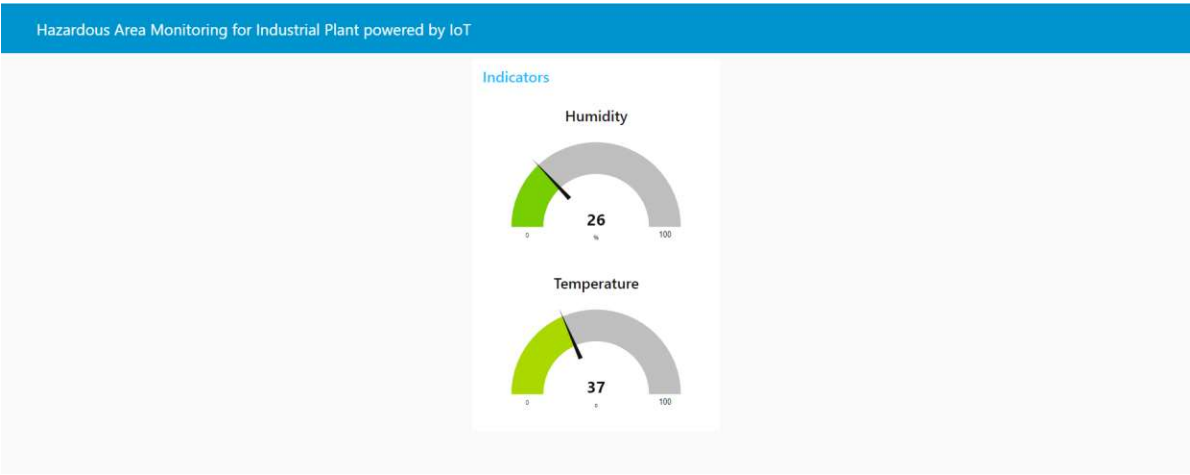 Hazardous Area Monitoring for Industrial Plant powered by IoT
Indicators
Humidity
26
%
0
100
Temperature
37
°
0
100